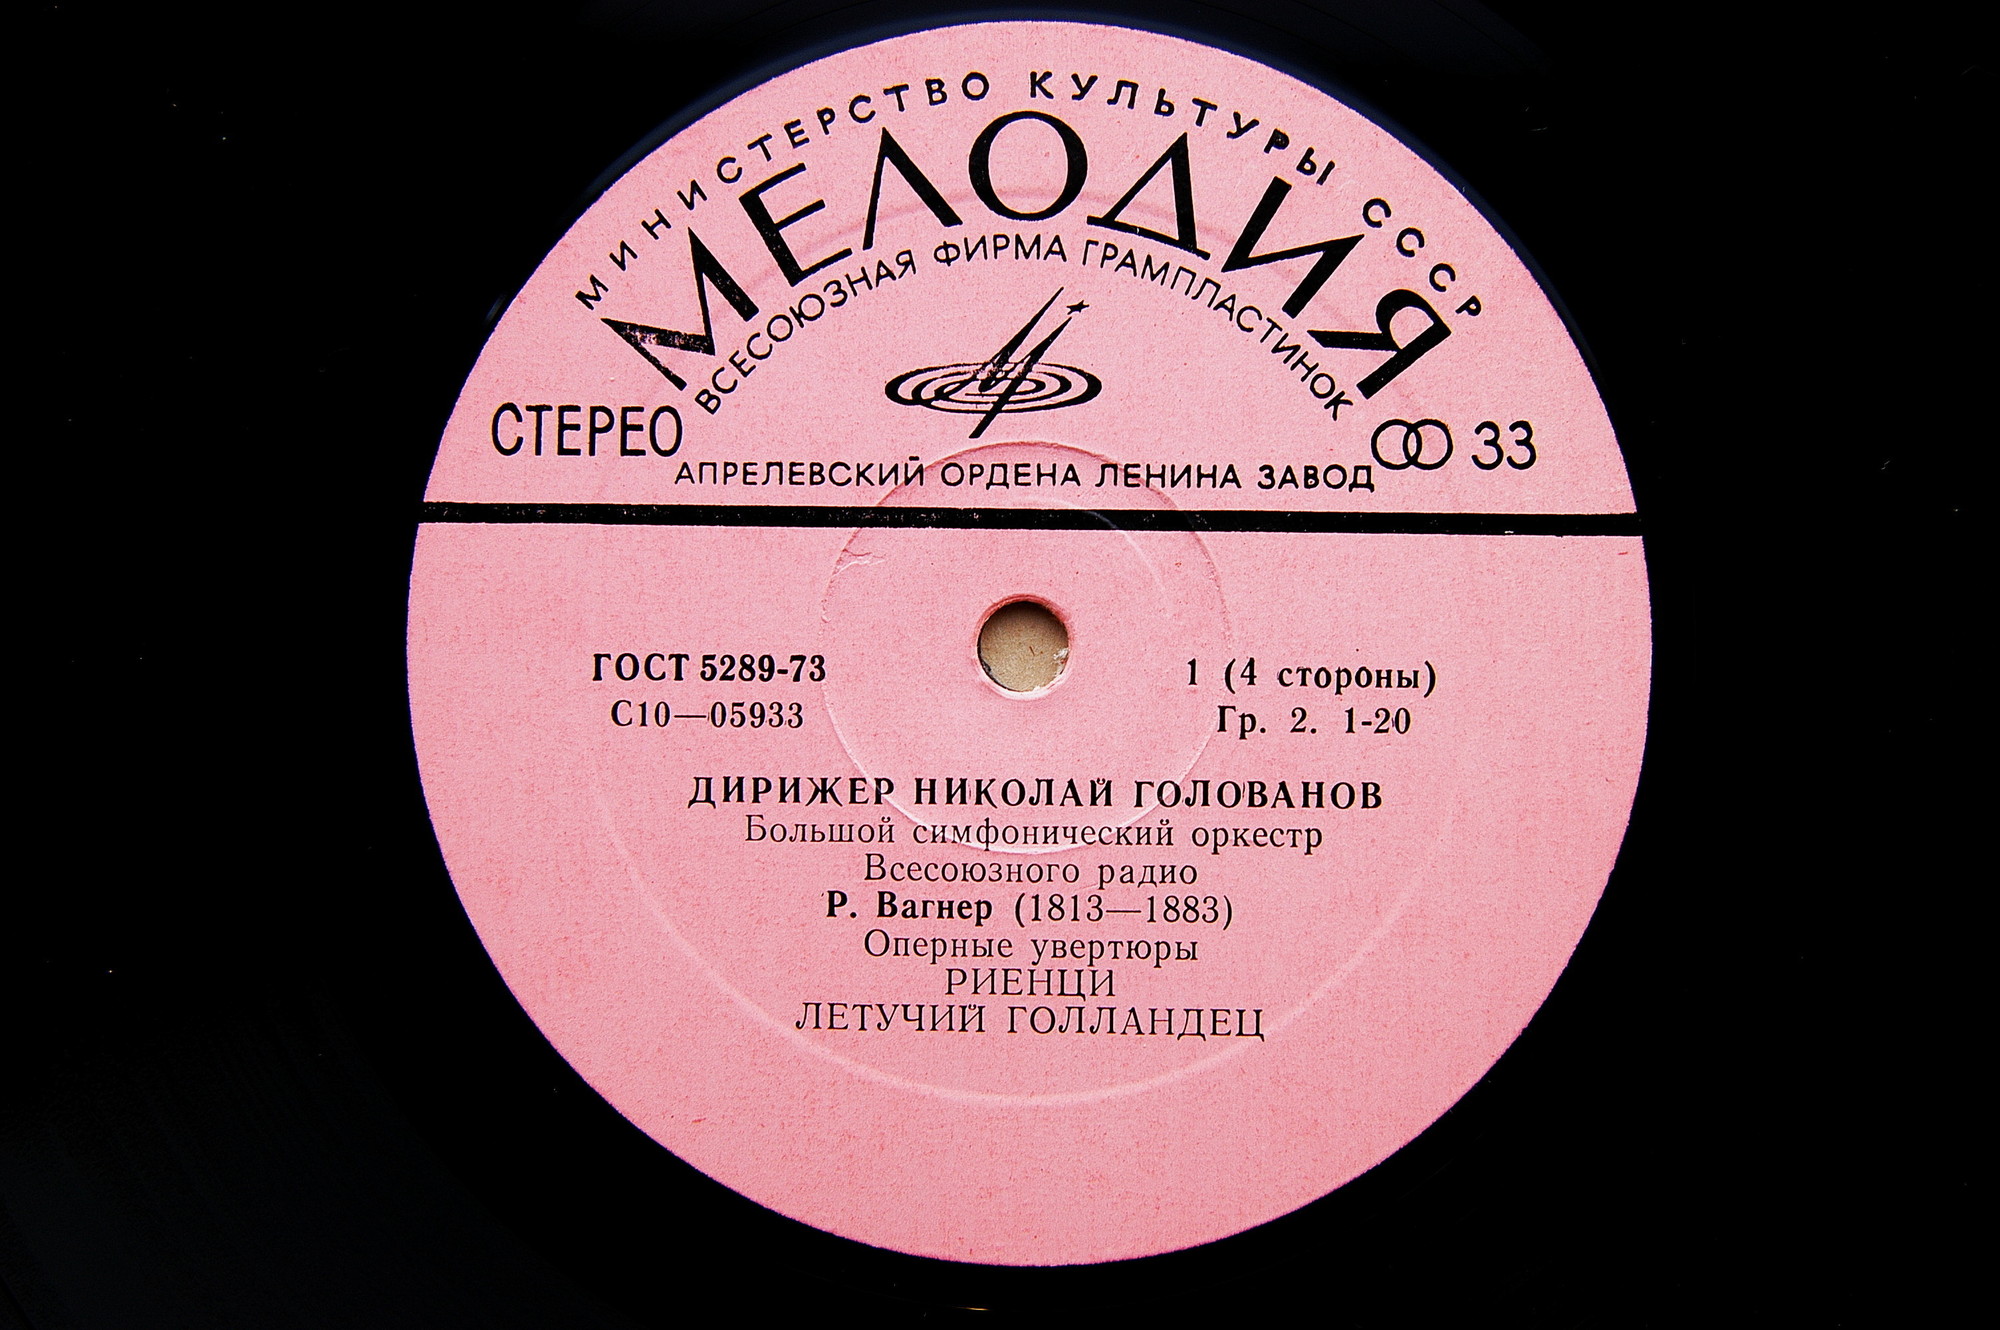 МИНИСТЕРСТВО КУЛЬТУРЫ СССР
МЕЛОДИЯ
ВСЕСОЮЗНАЯ ФИРМА ГРАМПЛАСТИНОК
СТЕРЕО
33
АПРЕЛЕВСКИЙ ОРДЕНА ЛЕНИНА ЗАВОД
ГОСТ 5289-73
С10—05933
1 (4 стороны)
Гр. 2. 1-20
ДИРИЖЕР НИКОЛАЙ ГОЛОВАНОВ
Большой симфонический оркестр
Всесоюзного радио
Р. Вагнер (1813—1883)
Оперные увертюры
РИЕНЦИ
ЛЕТУЧИЙ ГОЛЛАНДЕЦ